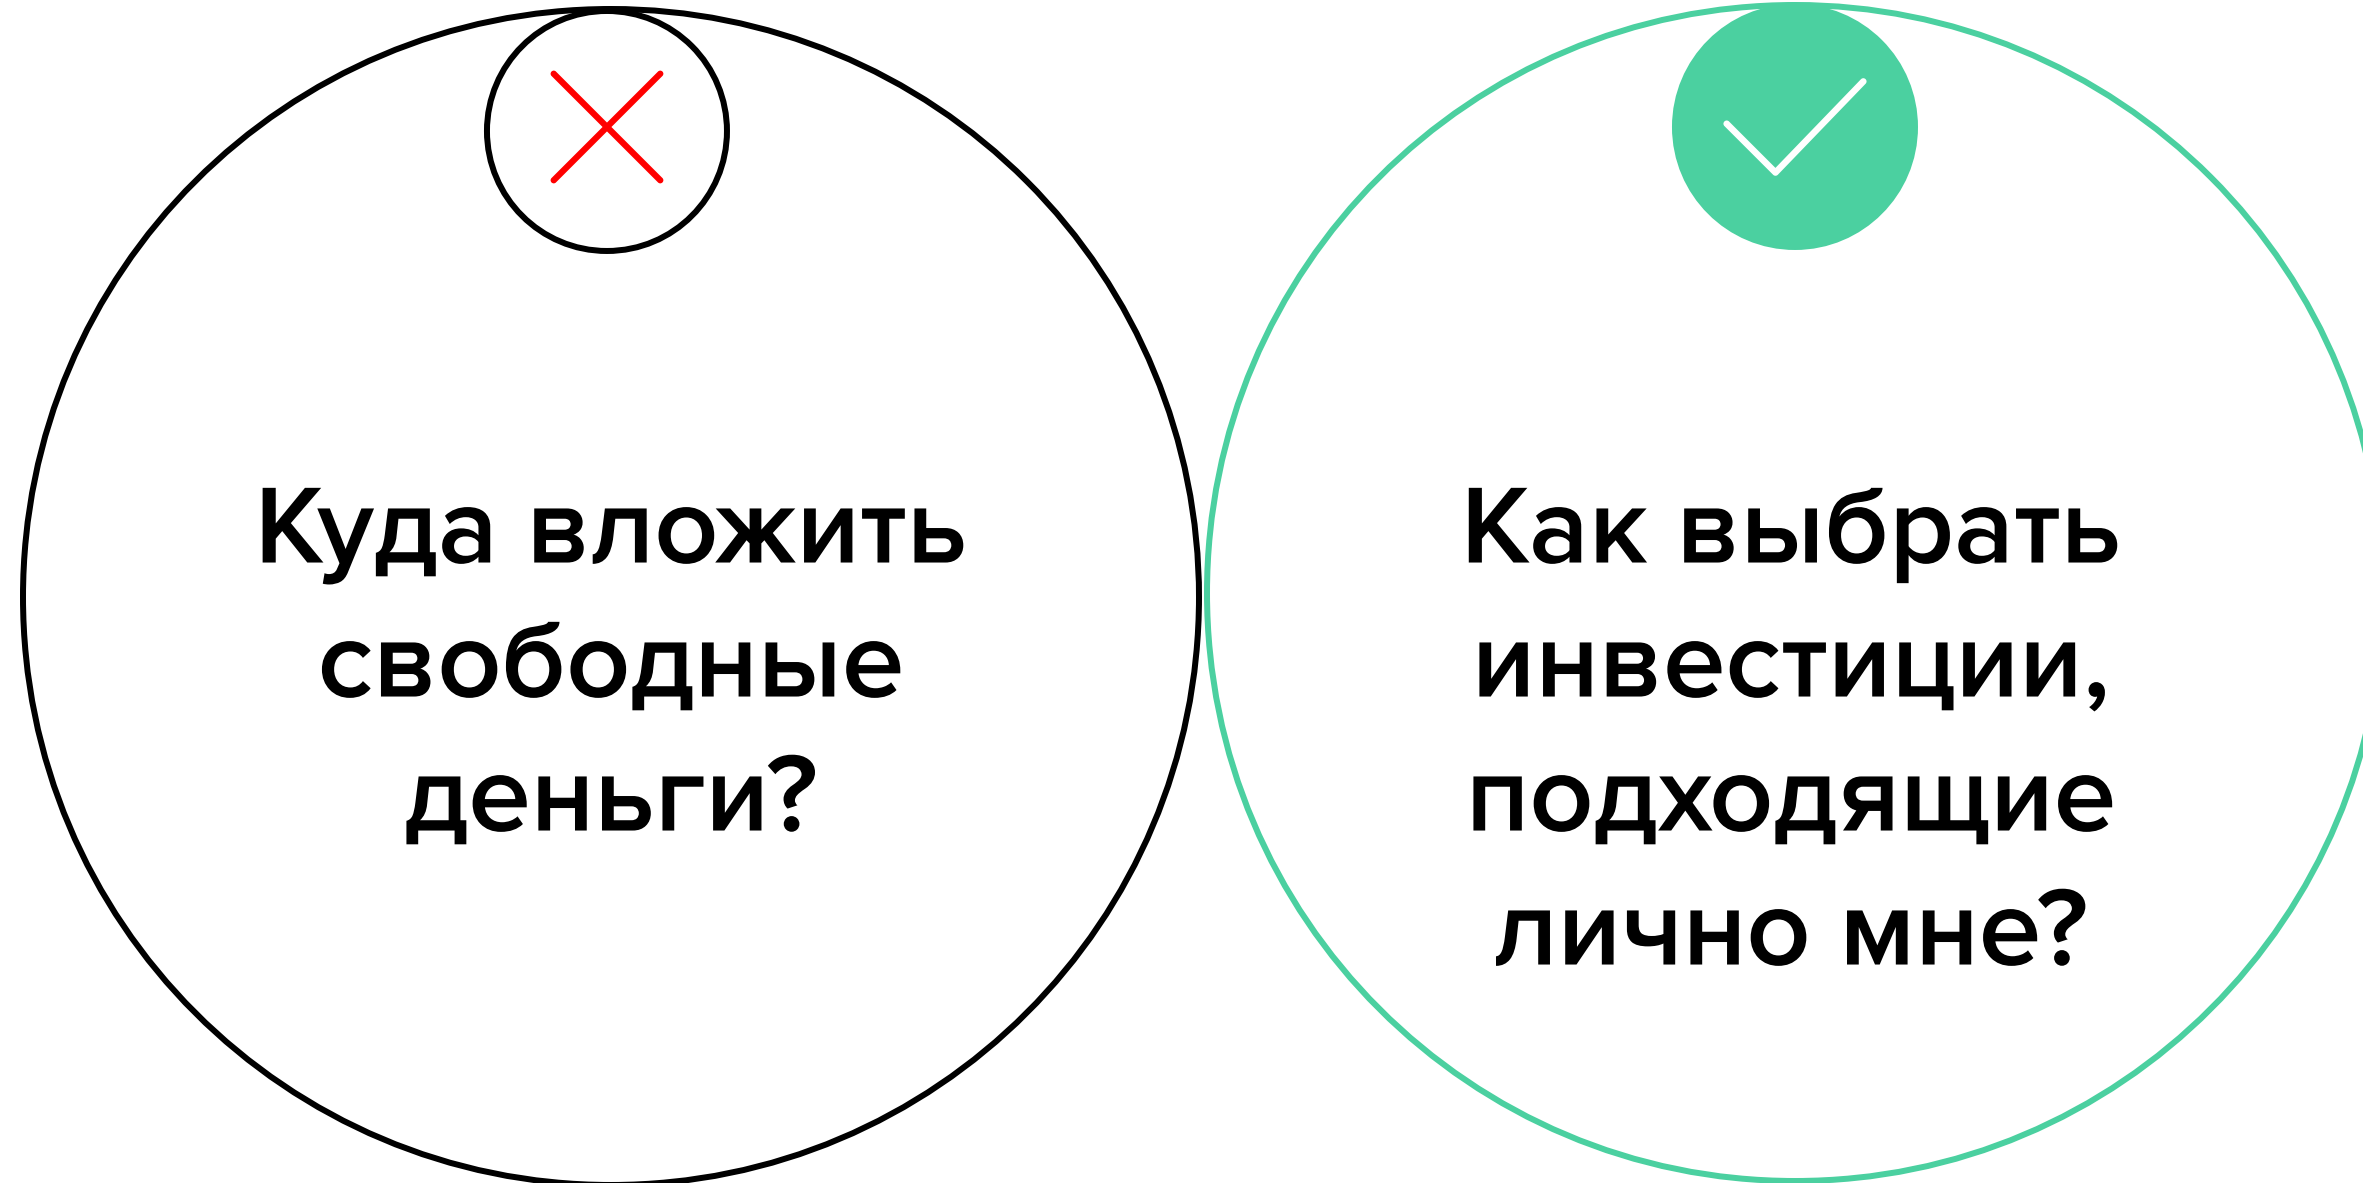 Куда вложить
свободные
деньги?
Как выбрать
инвестиции,
подходящие
лично мне?